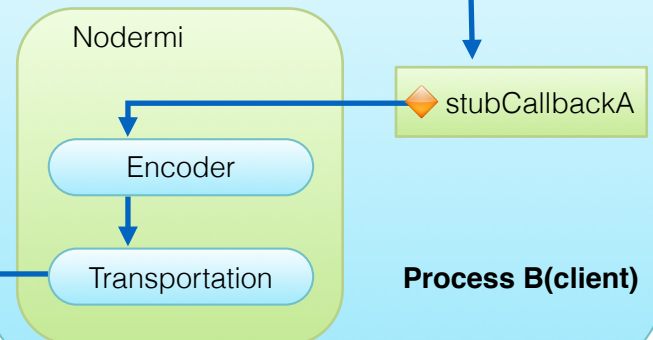 Nodermi
stubCallbackA
Encoder
Transportation
Process B(client)